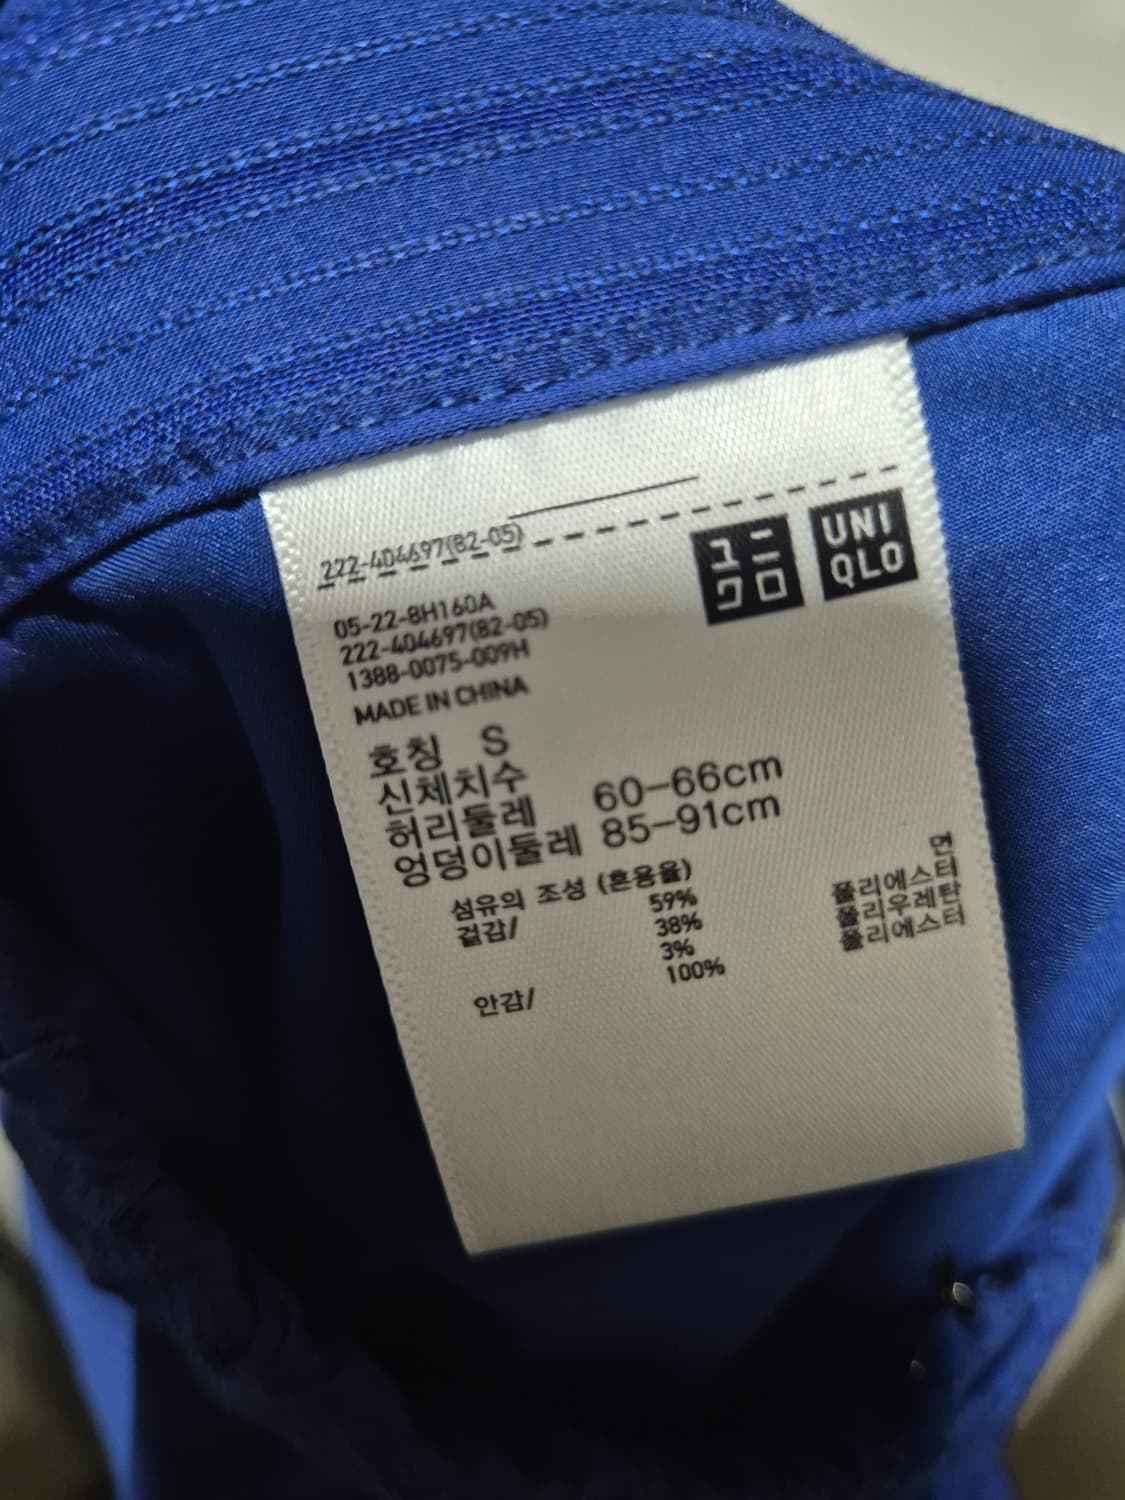 222-404697(82-05)
ユニ
クロ
UNI
QLO
05-22-8H160A
222-404697(82-05)
1388-0075-009H
MADE IN CHINA
호칭 S
신체치수
허리둘레 60-66cm
엉덩이둘레 85-91cm
섬유의 조성 (혼용율)
겉감/ 59% 면
38% 폴리에스터
3% 폴리우레탄
안감/ 100% 폴리에스터